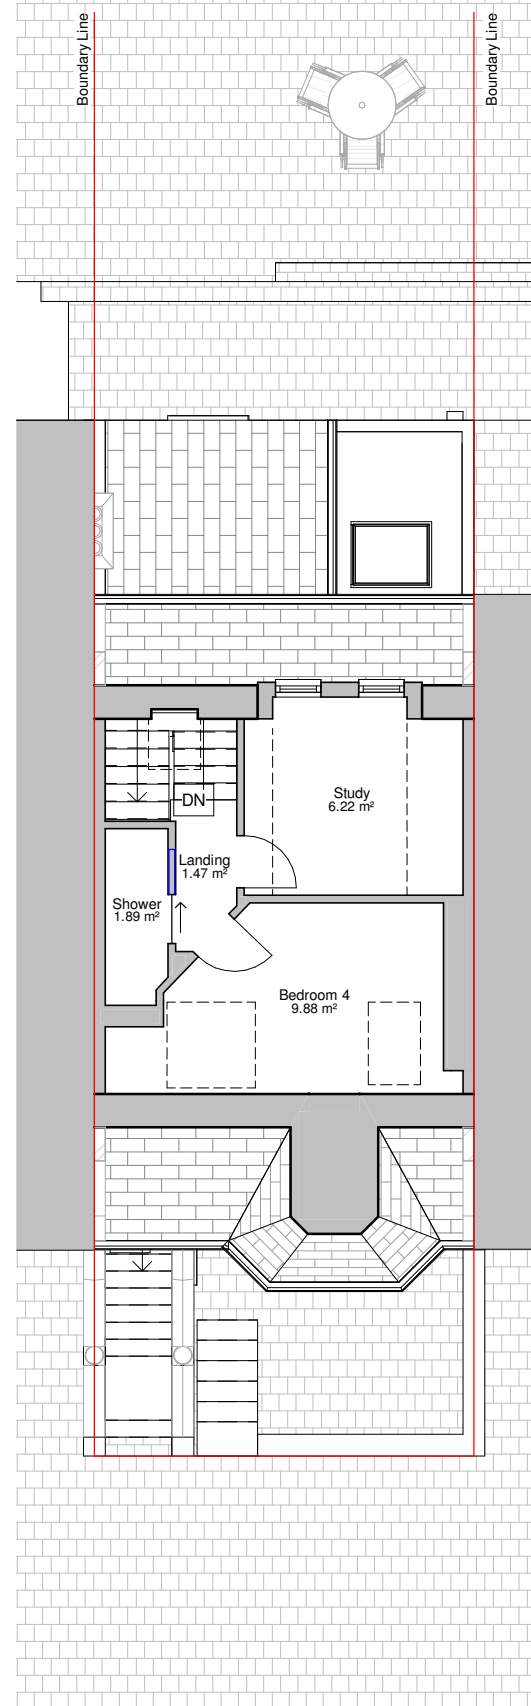 Boundary Line
Boundary Line
DN
Study
6.22 m²
Landing
1.47 m²
Shower
1.89 m²
Bedroom 4
9.88 m²